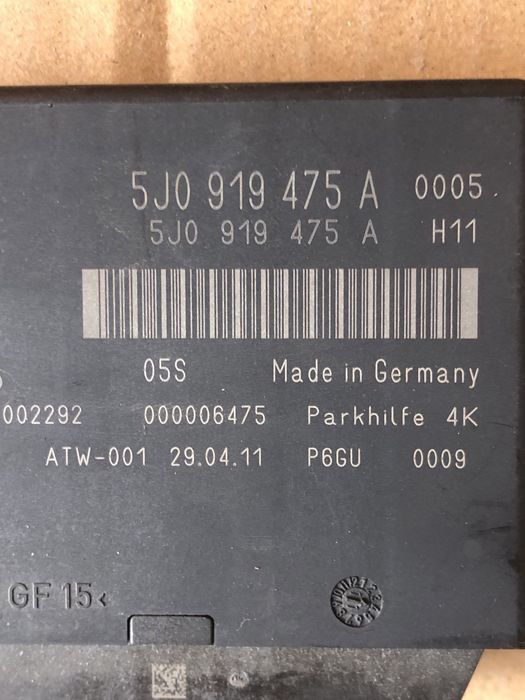 5J0 919 475 A 0005
5J0 919 475 A H11
05S Made in Germany
002292 000006475 Parkhilfe 4K
ATW-001 29.04.11 P6GU 0009
GF 15<